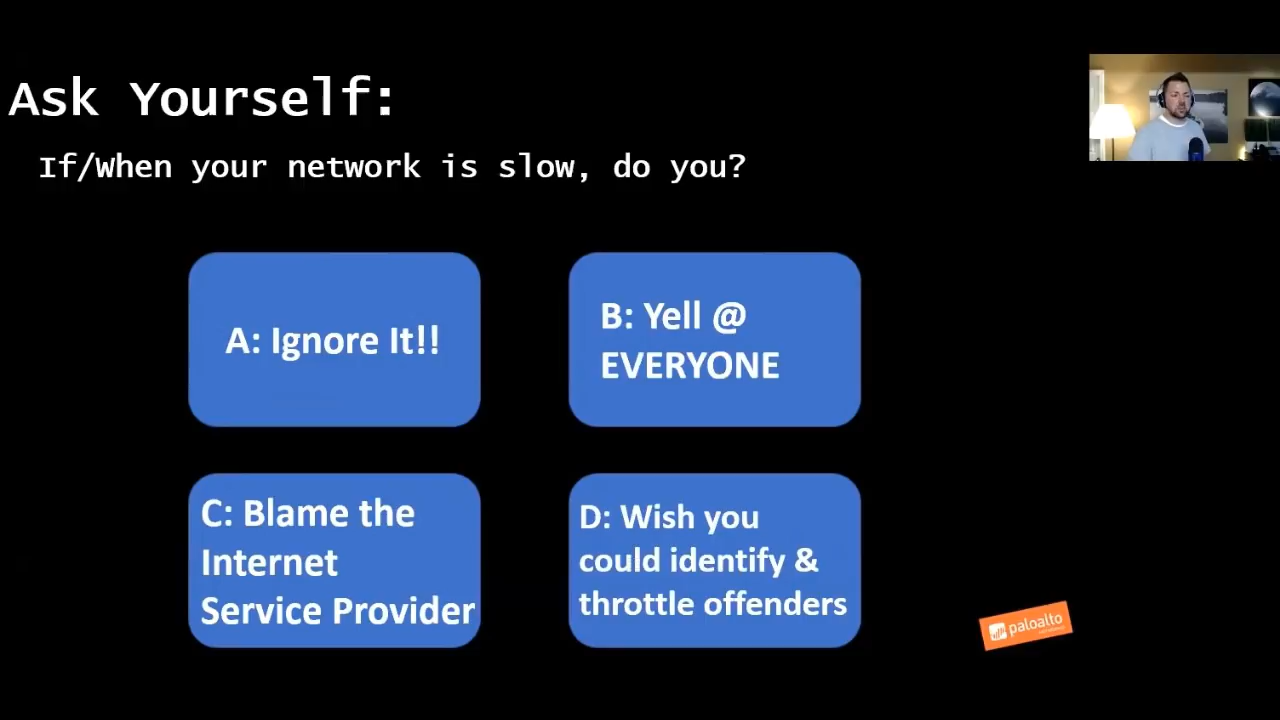 Ask Yourself:
If/When your network is slow, do you?
A: Ignore It!!
B: Yell @
EVERYONE
C: Blame the
Internet
Service Provider
D: Wish you
could identify &
throttle offenders
paloalto